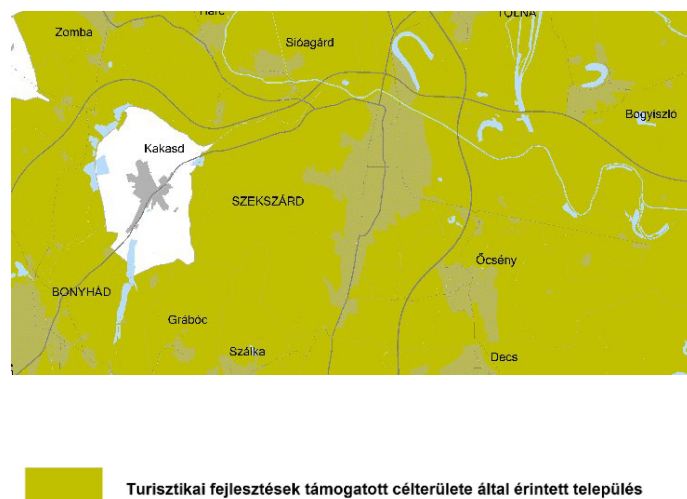 Harc
TOLNA
Zomba
Sióagárd
Bogyiszló
Kakasd
SZEKSZÁRD
Őcsény
BONYHÁD
Grábóc
Szálka
Decs
Turisztikai fejlesztések támogatott célterülete által érintett település